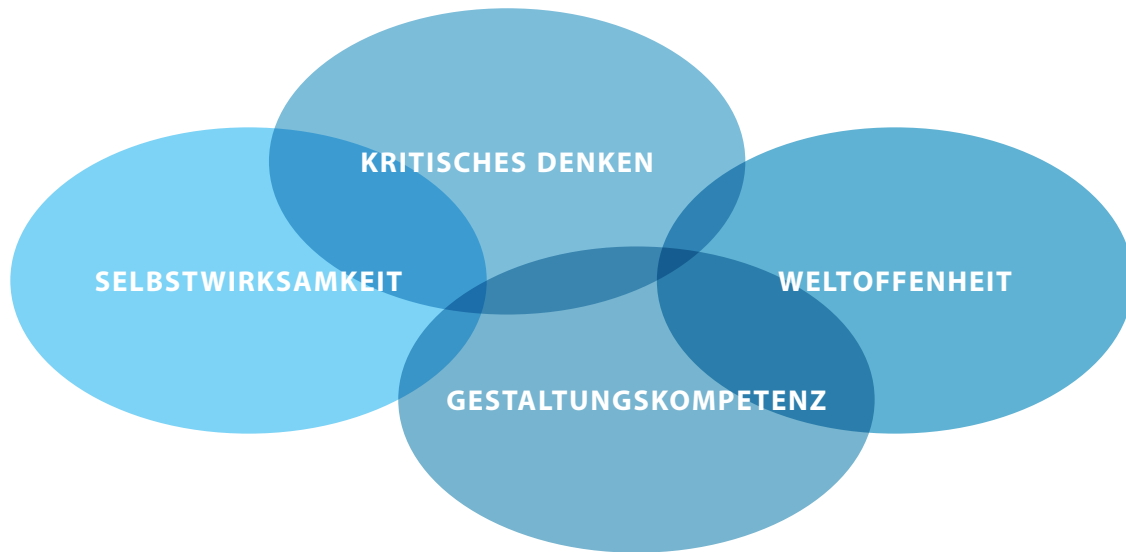 KRITISCHES DENKEN
SELBSTWIRKSAMKEIT
WELTOFFENHEIT
GESTALTUNGSKOMPETENZ